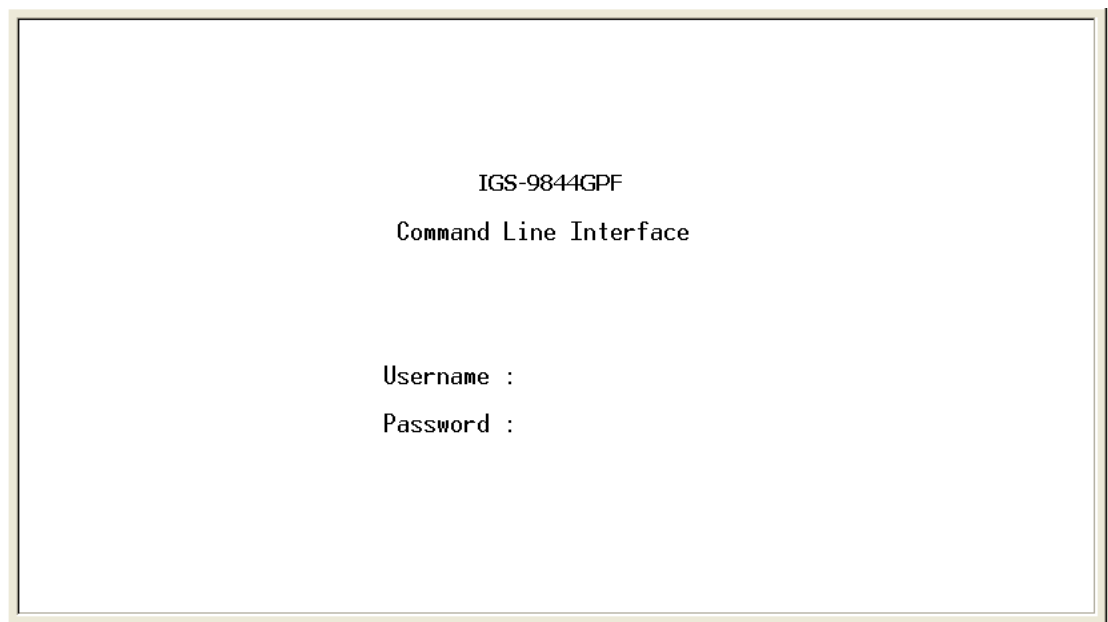 IGS-9844GPF
Command Line Interface
Username :
Password :